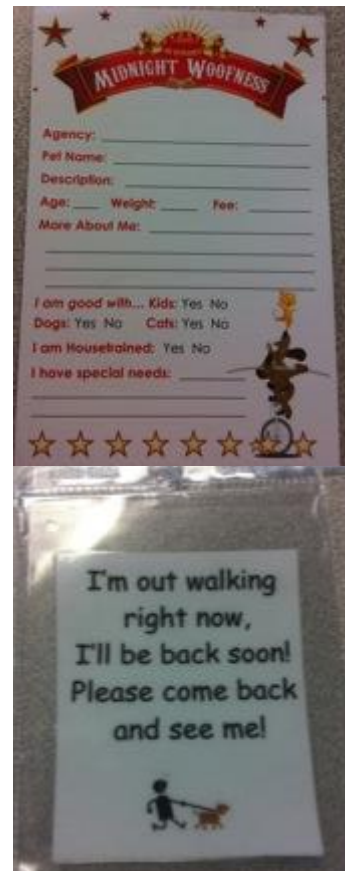 MIDNIGHT WOOFNESS
Agency:
Pet Name:
Description:
Age: Weight: Fee:
More About Me:
I am good with... Kids: Yes No
Dogs: Yes No Cats: Yes No
I am Housetrained: Yes No
I have special needs:
I'm out walking
right now,
I'll be back soon!
Please come back
and see me!